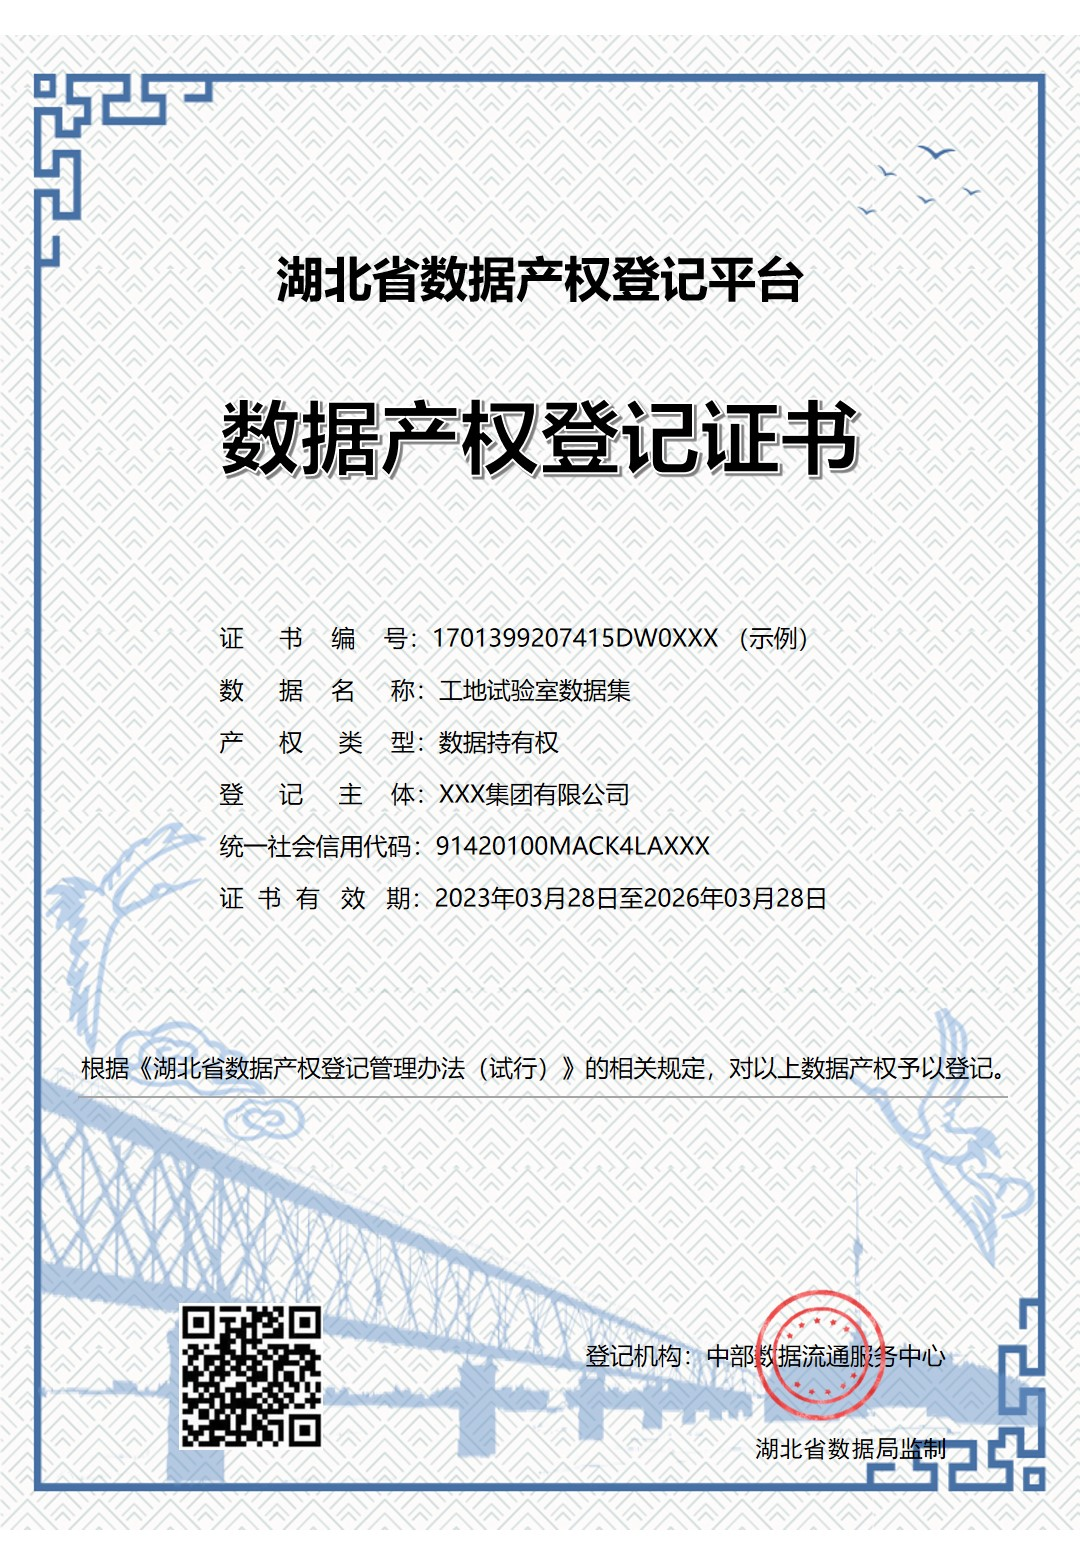 湖北省数据产权登记平台
数据产权登记证书
证书编号：1701399207415DW0XXX （示例）
数据名称：工地试验室数据集
产权类型：数据持有权
登记主体：XXX集团有限公司
统一社会信用代码：91420100MACK4LAXXX
证书有效期：2023年03月28日至2026年03月28日
根据《湖北省数据产权登记管理办法（试行）》的相关规定，对以上数据产权予以登记。
登记机构：中部数据流通服务中心
湖北省数据局监制